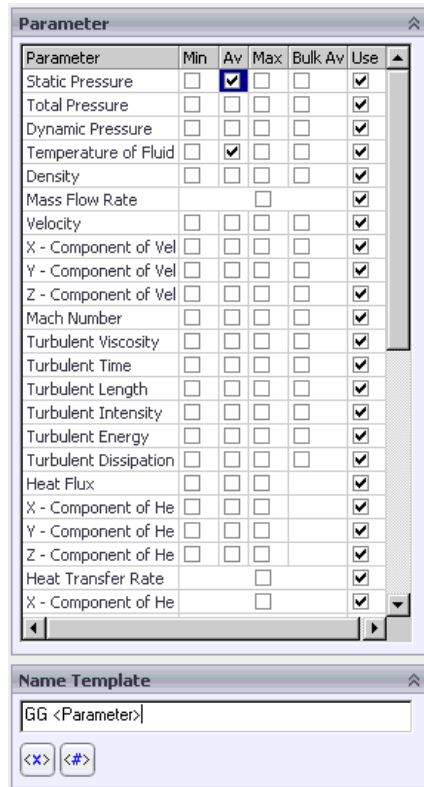 Parameter
Parameter Min Av Max Bulk Av Use
Static Pressure
Total Pressure
Dynamic Pressure
Temperature of Fluid
Density
Mass Flow Rate
Velocity
X - Component of Vel
Y - Component of Vel
Z - Component of Vel
Mach Number
Turbulent Viscosity
Turbulent Time
Turbulent Length
Turbulent Intensity
Turbulent Energy
Turbulent Dissipation
Heat Flux
X - Component of He
Y - Component of He
Z - Component of He
Heat Transfer Rate
X - Component of He
Name Template
GG <Parameter>
<x> <#>